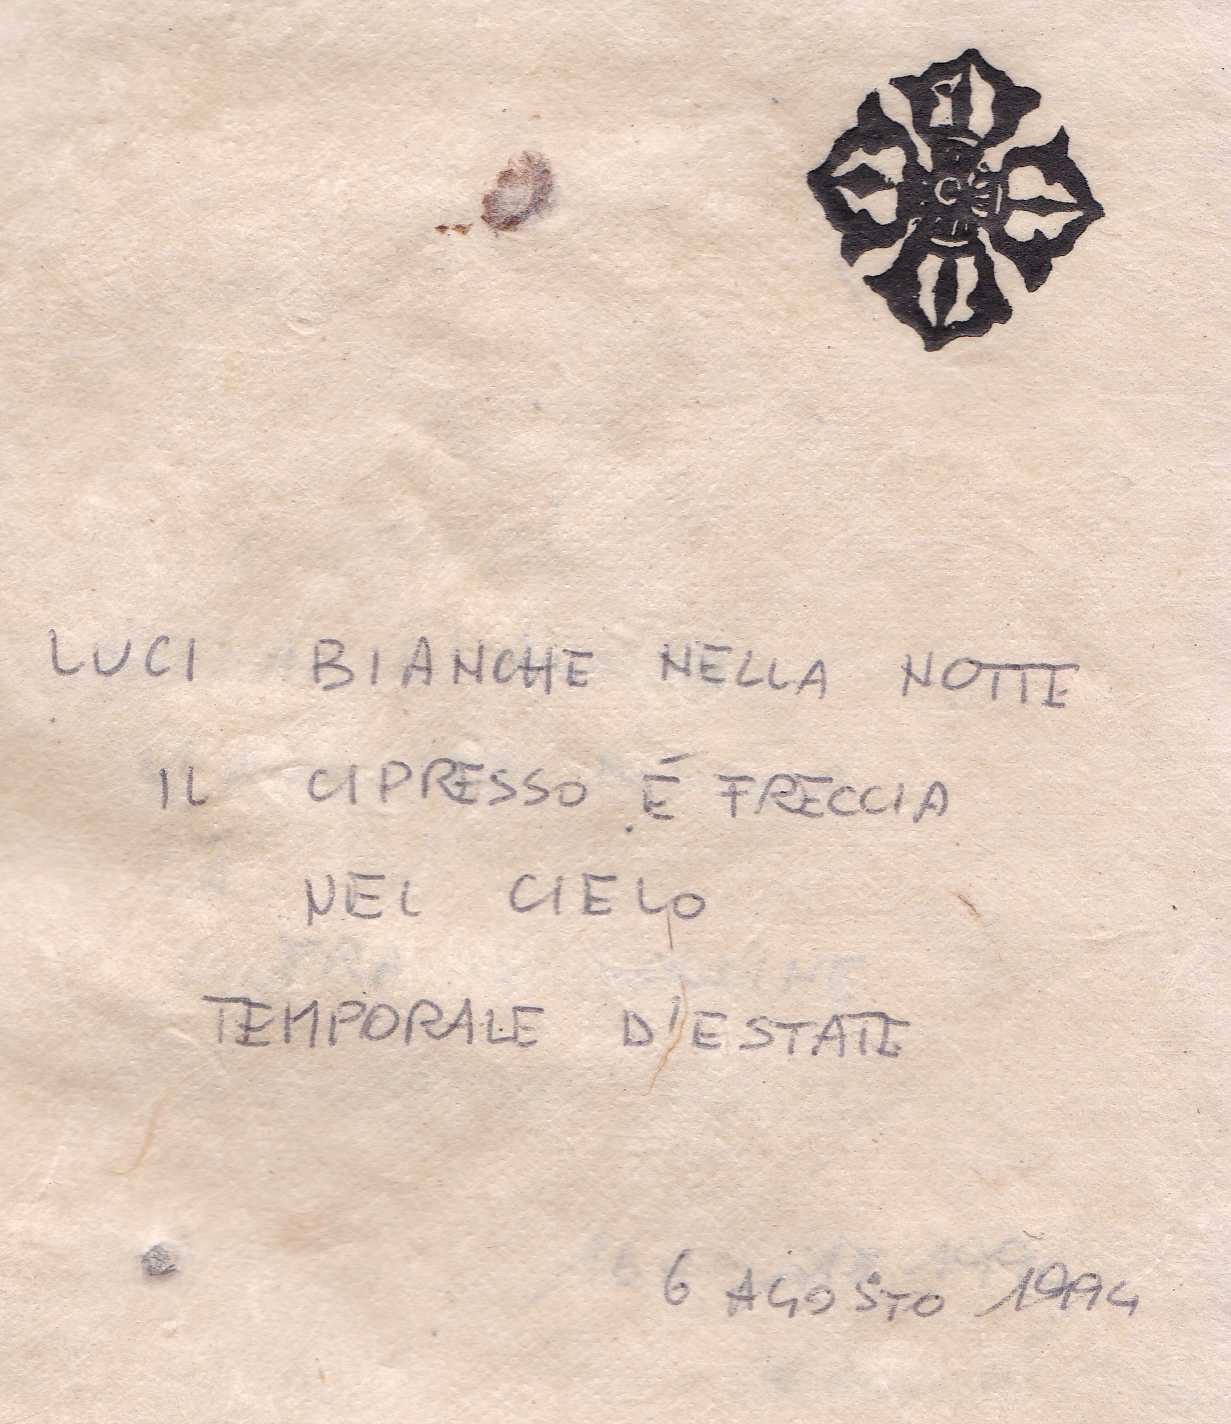 LUCI BIANCHE NELLA NOTTE
IL CIPRESSO É FRECCIA
NEL CIELO
TEMPORALE D'ESTATE
6 AGOSTO 1994